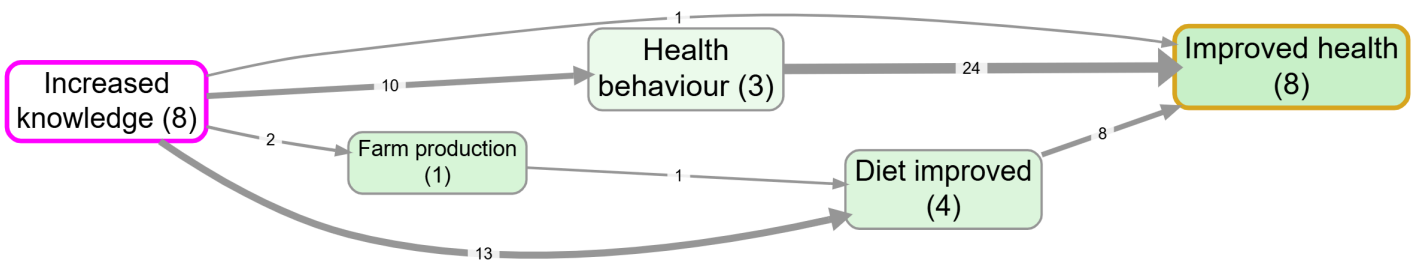 1
Increased
knowledge (8)
10
Health
behaviour (3)
24
Improved health
(8)
2
Farm production
(1)
1
Diet improved
(4)
8
13